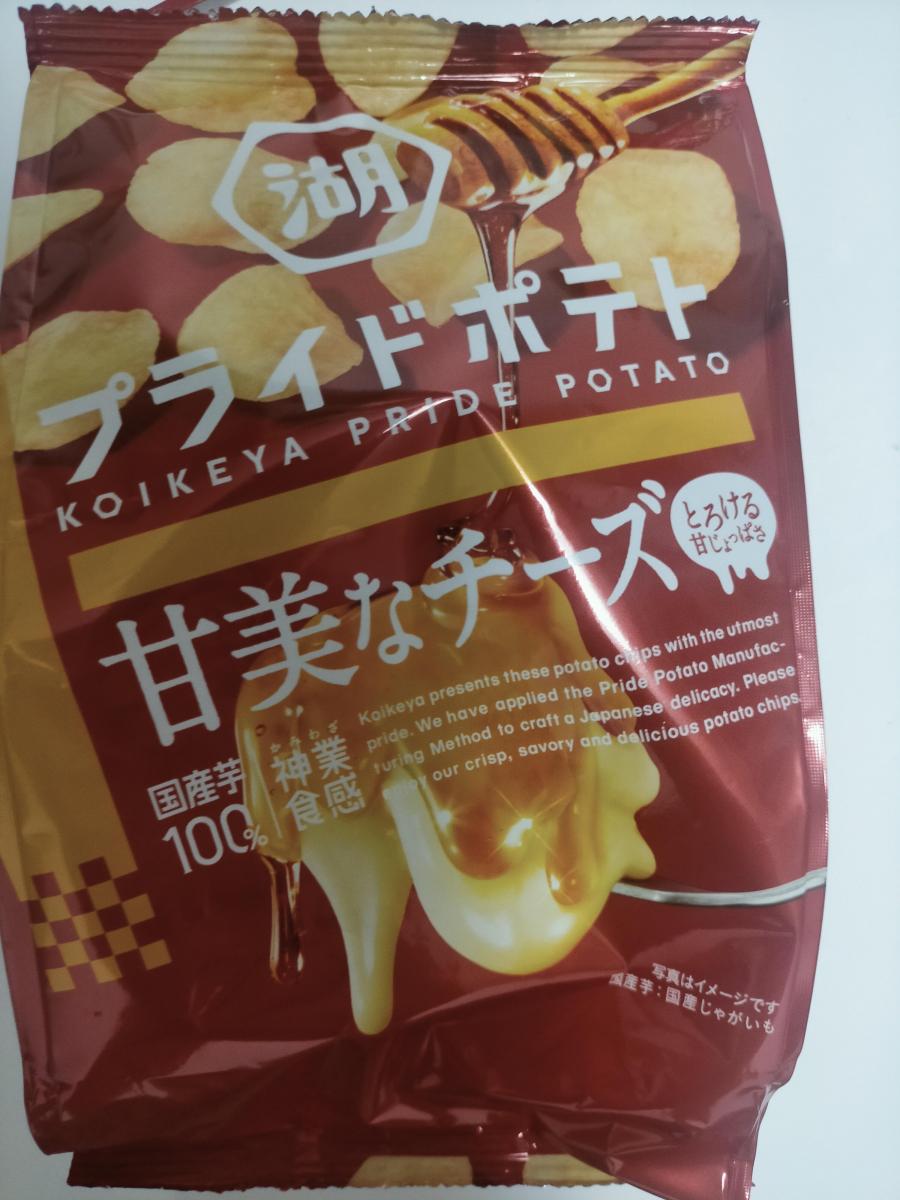 湖
プライドポテト
KOIKEYA PRIDE POTATO
甘美なチーズ
とろける
甘じょっぱさ
Koikeya presents these potato chips with the utmost
pride. We have applied the Pride Potato Manufac-
turing Method to craft a Japanese delicacy. Please
enjoy our crisp, savory and delicious potato chips.
国産芋
100%
かみわざ
神業
食感
写真はイメージです
国産芋:国産じゃがいも